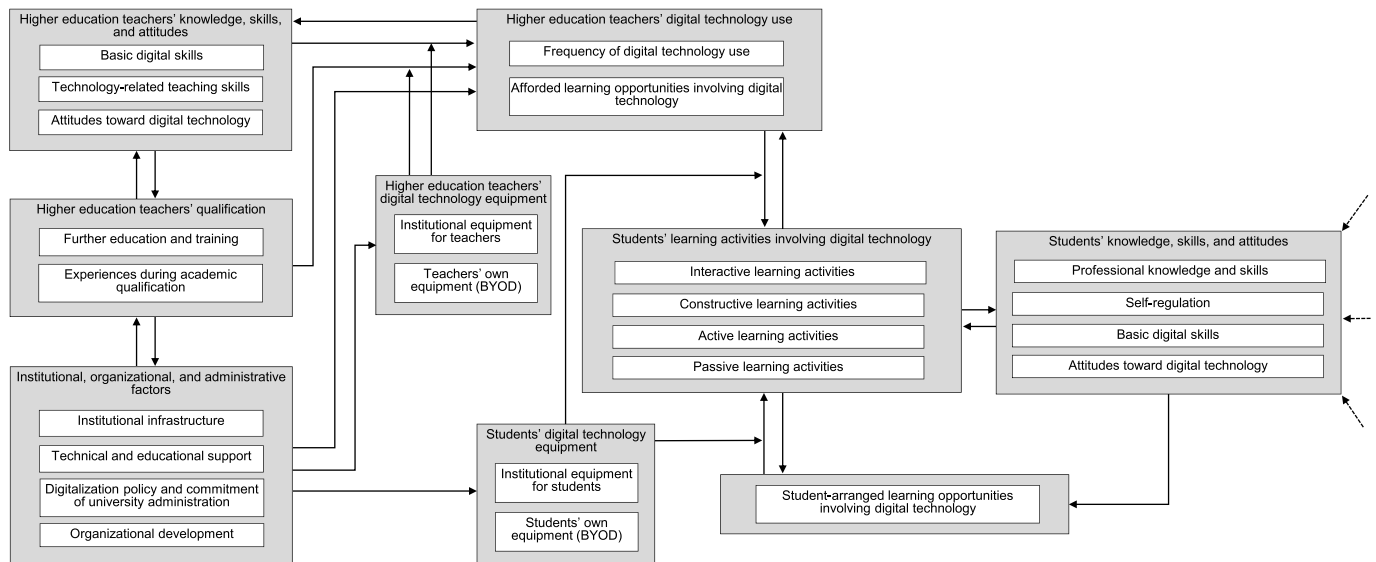 Higher education teachers’ knowledge, skills,
and attitudes
Basic digital skills
Technology-related teaching skills
Attitudes toward digital technology
Higher education teachers’ digital technology use
Frequency of digital technology use
Afforded learning opportunities involving digital
technology
Higher education teachers’ qualification
Further education and training
Experiences during academic
qualification
Higher education teachers’
digital technology equipment
Institutional equipment
for teachers
Teachers’ own
equipment (BYOD)
Students’ learning activities involving digital technology
Interactive learning activities
Constructive learning activities
Active learning activities
Passive learning activities
Students’ knowledge, skills, and attitudes
Professional knowledge and skills
Self-regulation
Basic digital skills
Attitudes toward digital technology
Institutional, organizational, and administrative
factors
Institutional infrastructure
Technical and educational support
Digitalization policy and commitment
of university administration
Organizational development
Students’ digital technology
equipment
Institutional equipment
for students
Students’ own
equipment (BYOD)
Student-arranged learning opportunities
involving digital technology